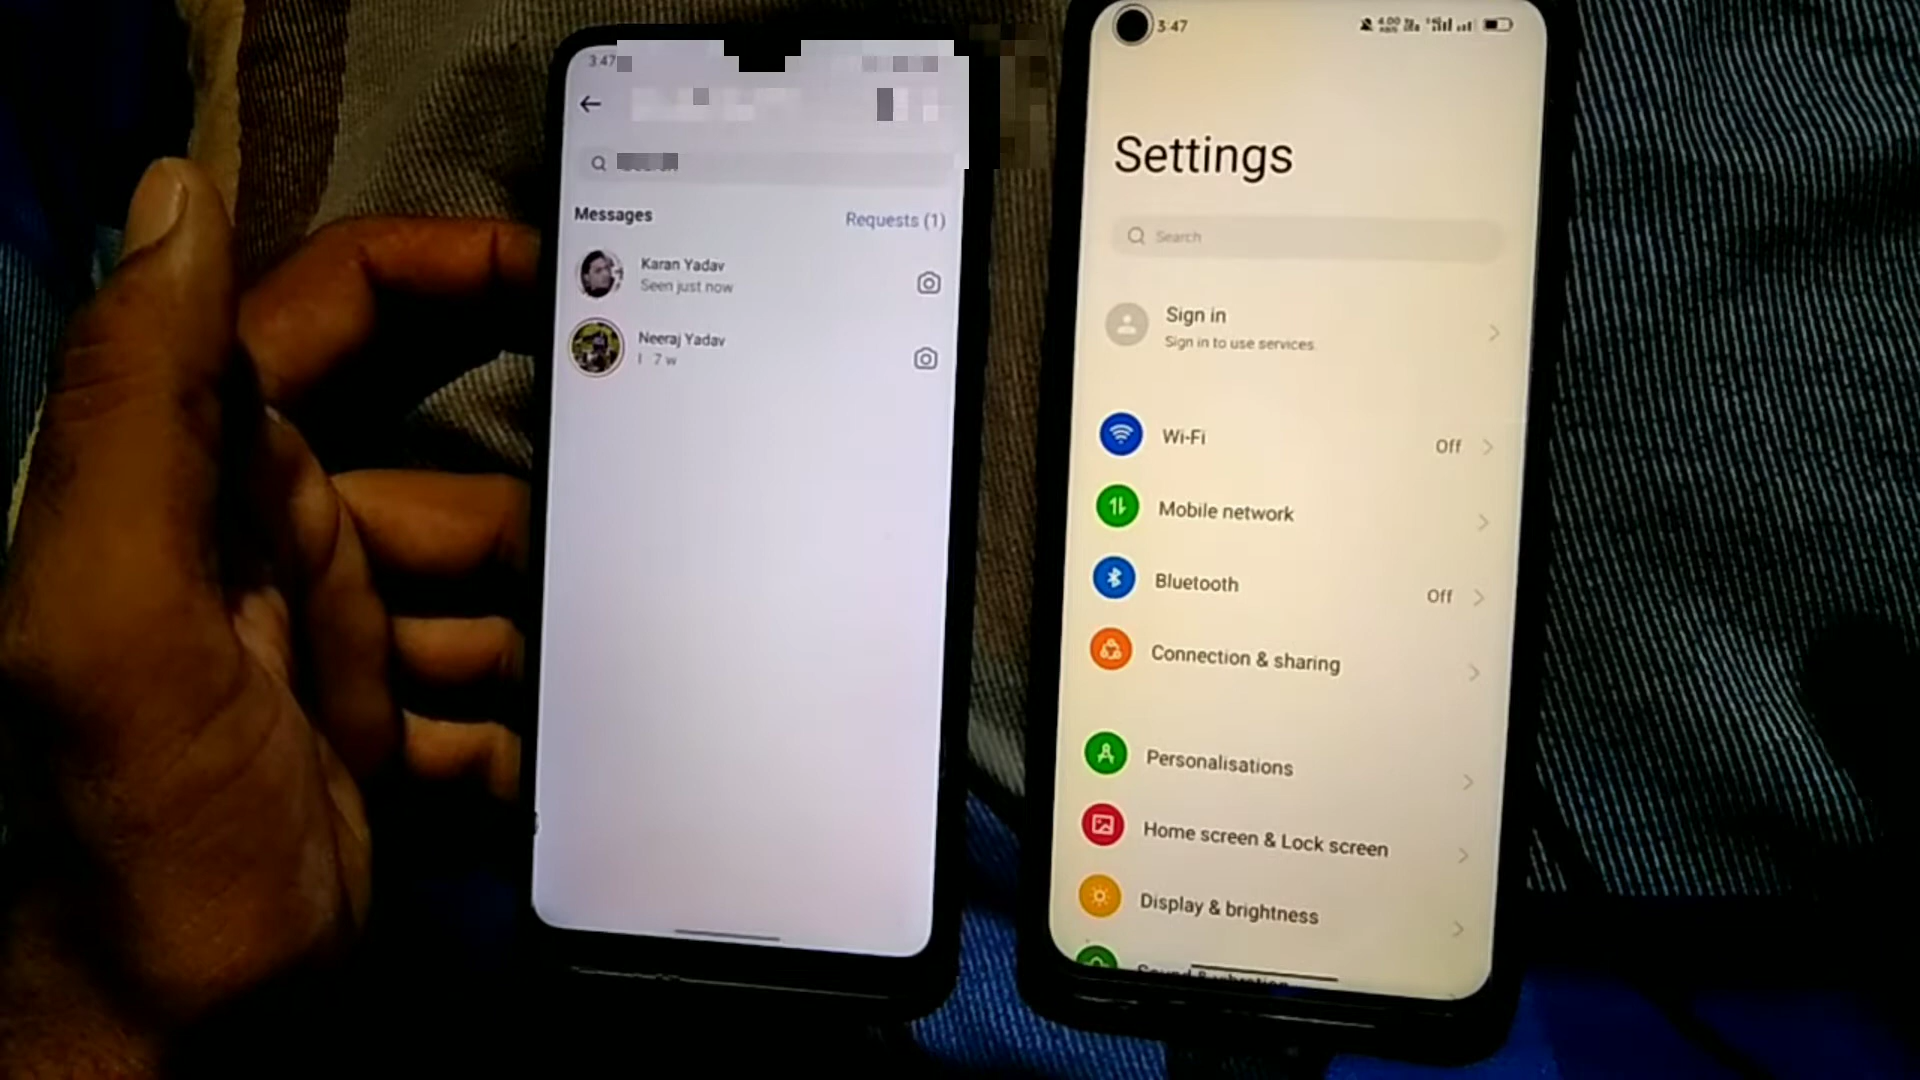 3:47
Messages
Requests (1)
Karan Yadav
Seen just now
Neeraj Yadav
7 w
3:47
Settings
Search
Sign in
Sign in to use services.
Wi-Fi
Off
Mobile network
Bluetooth
Off
Connection & sharing
Personalisations
Home screen & Lock screen
Display & brightness
Sound & vibration